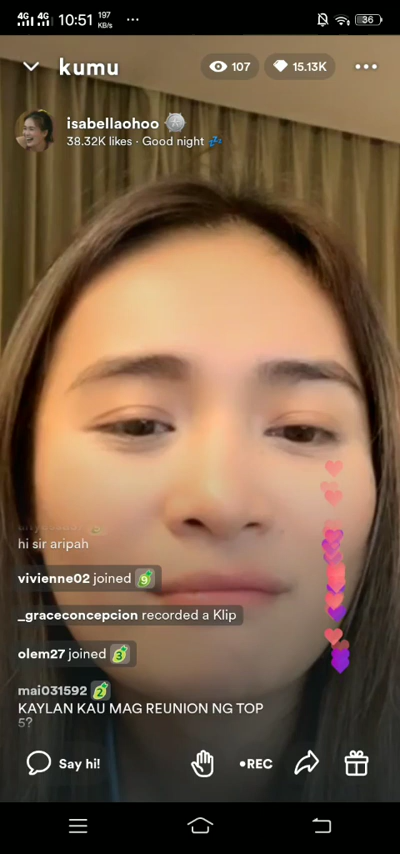 4G 4G 10:51 197 KB/s ... 36
kumu 107 15.13K
isabellaohoo
38.32K likes · Good night
hi sir aripah
vivienne02 joined 9
_graceconcepcion recorded a Klip
olem27 joined 3
mai031592 2
KAYLAN KAU MAG REUNION NG TOP
5?
Say hi! •REC